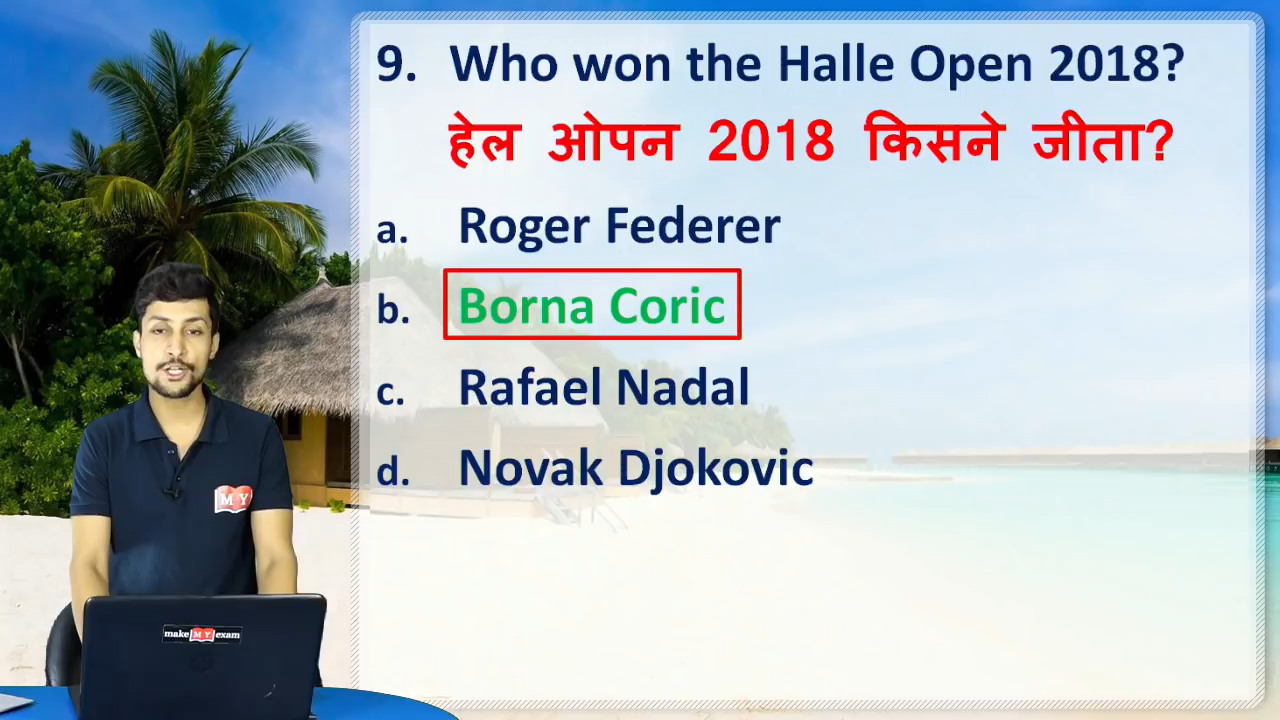 9. Who won the Halle Open 2018?
हेल ओपन 2018 किसने जीता?
a. Roger Federer
b. Borna Coric
c. Rafael Nadal
d. Novak Djokovic
MY
make MY exam